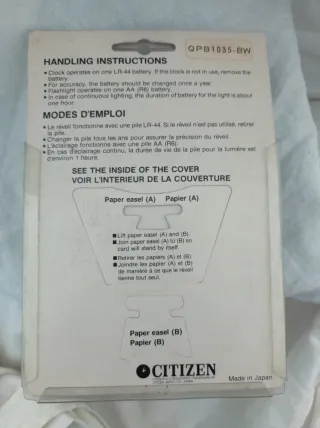 QPB1035-BW
HANDLING INSTRUCTIONS
• Clock operates on one LR-44 battery. If the clock is not in use, remove
the battery.
• For accuracy, the battery should be changed once a year.
• Flashlight operates on one AA (R6) battery.
• In case of continuous lighting, the duration of battery for the light is about
one hour.
MODES D'EMPLOI
• Le réveil fonctionne avec une pile LR-44. Si le réveil n'est pas utilisé, retirer
la pile.
• Changer la pile tous les ans pour assurer la précision du réveil.
• L'éclairage fonctionne avec une pile AA (R6).
• En cas d'éclairage continu, la durée de vie de la pile pour la lumière est
d'environ 1 heure.
SEE THE INSIDE OF THE COVER
VOIR L'INTERIEUR DE LA COUVERTURE
Paper easel (A) Papier (A)
■ Lift paper easel (A) and (B).
■ Join paper easel (A) to (B) so
card will stand by itself.
■ Retirer les papiers (A) et (B).
■ Joindre les papier (A) et (B)
de manière à ce que le réveil
tienne tout seul.
Paper easel (B)
Papier (B)
CITIZEN
Made in Japan